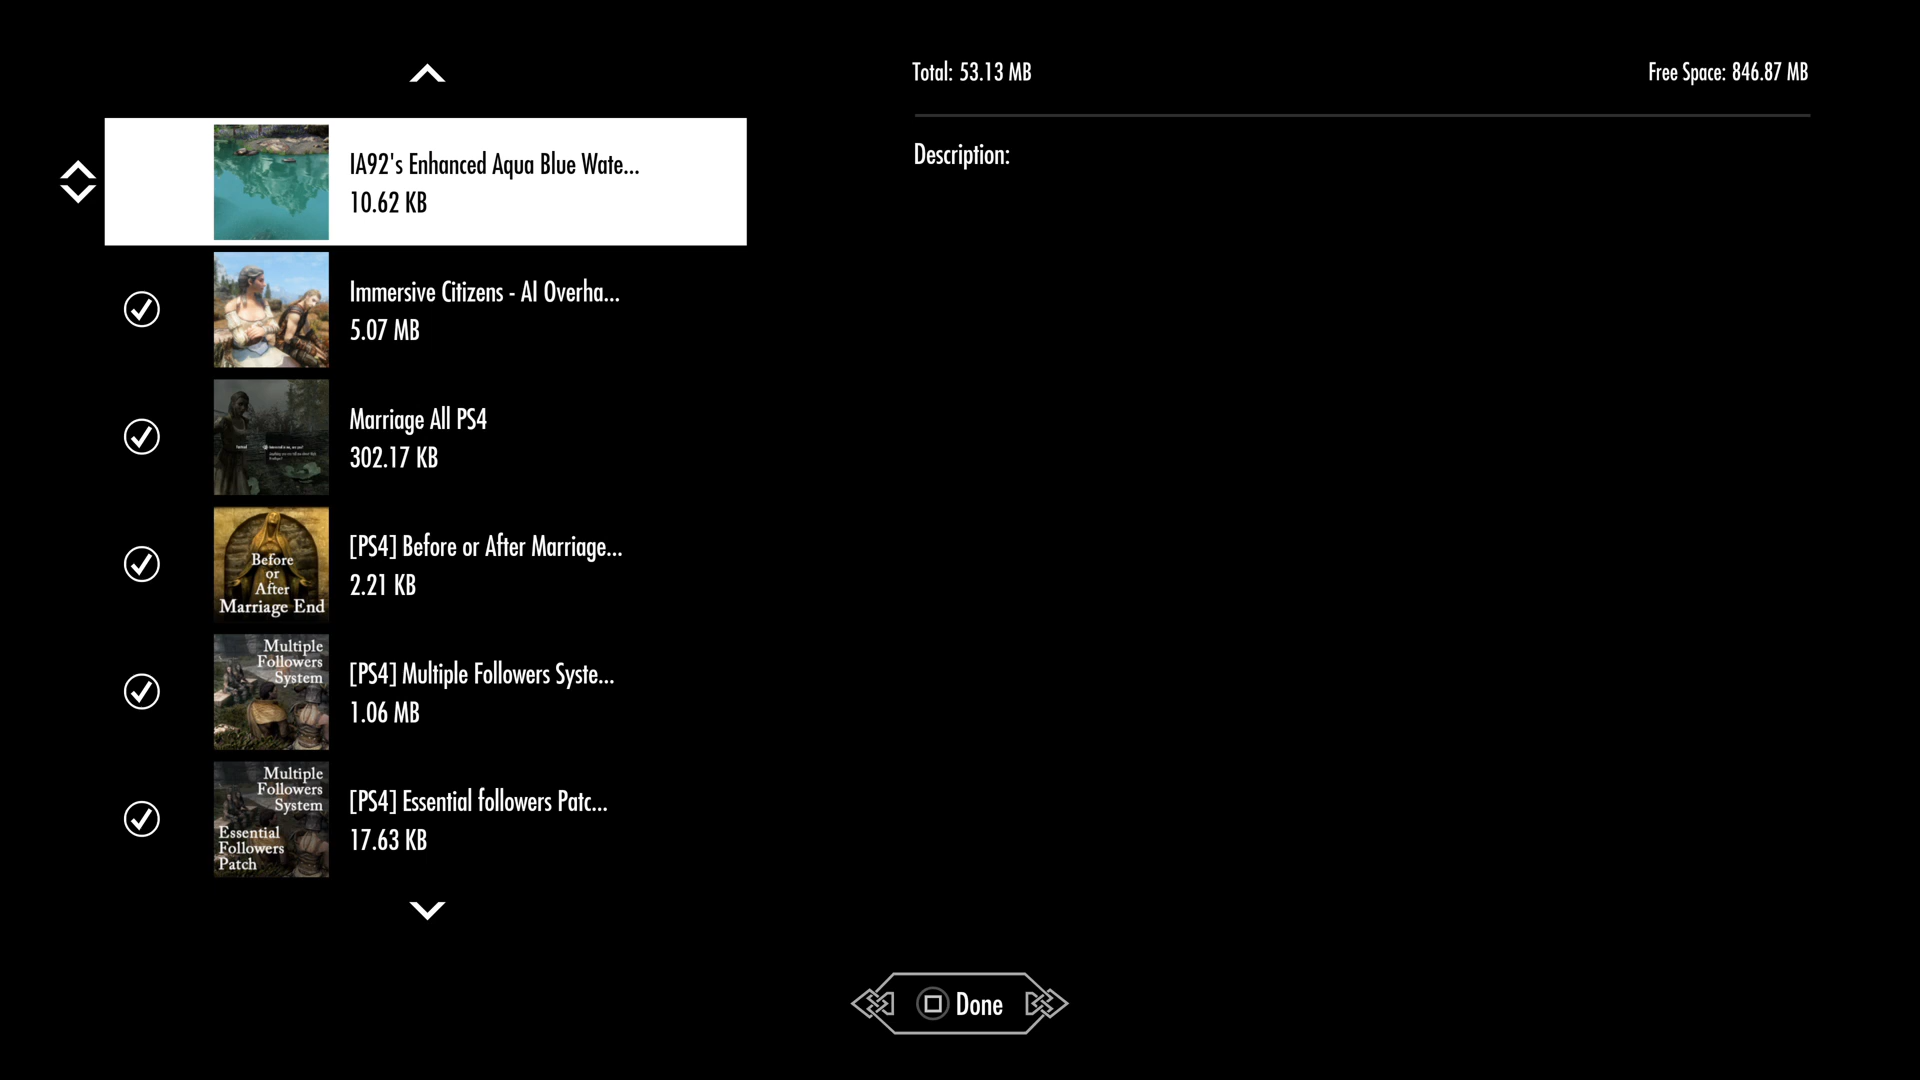 Total: 53.13 MB
Free Space: 846.87 MB
Description:
IA92's Enhanced Aqua Blue Wate...
10.62 KB
Immersive Citizens - AI Overha...
5.07 MB
Marriage All PS4
302.17 KB
Before
or
After
Marriage End
[PS4] Before or After Marriage...
2.21 KB
Multiple
Followers
System
[PS4] Multiple Followers Syste...
1.06 MB
Multiple
Followers
System
Essential
Followers
Patch
[PS4] Essential followers Patc...
17.63 KB
Done